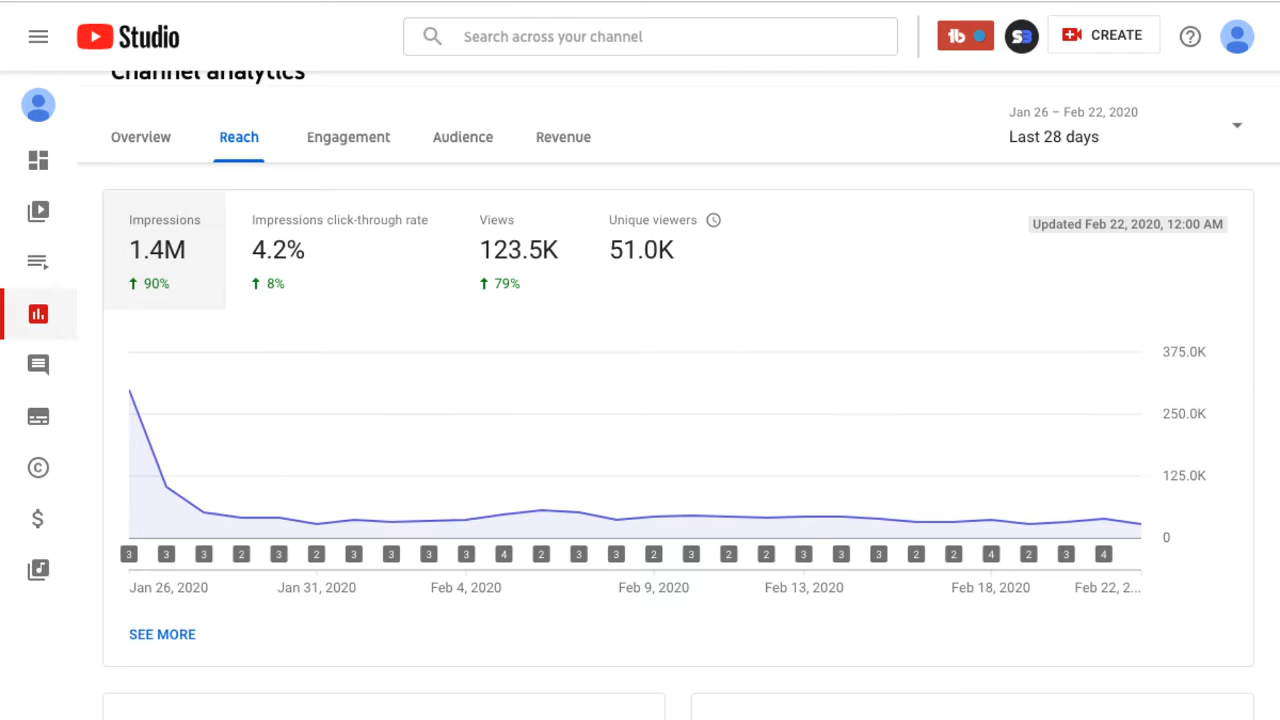 Studio
Search across your channel
CREATE
Channel analytics
Overview
Reach
Engagement
Audience
Revenue
Jan 26 – Feb 22, 2020
Last 28 days
Impressions
1.4M
90%
Impressions click-through rate
4.2%
8%
Views
123.5K
79%
Unique viewers
51.0K
Updated Feb 22, 2020, 12:00 AM
375.0K
250.0K
125.0K
0
3 3 3 2 3 2 3 3 3 3 4 2 3 3 2 3 2 2 3 3 3 2 2 4 2 3 4
Jan 26, 2020 Jan 31, 2020 Feb 4, 2020 Feb 9, 2020 Feb 13, 2020 Feb 18, 2020 Feb 22, 2...
SEE MORE